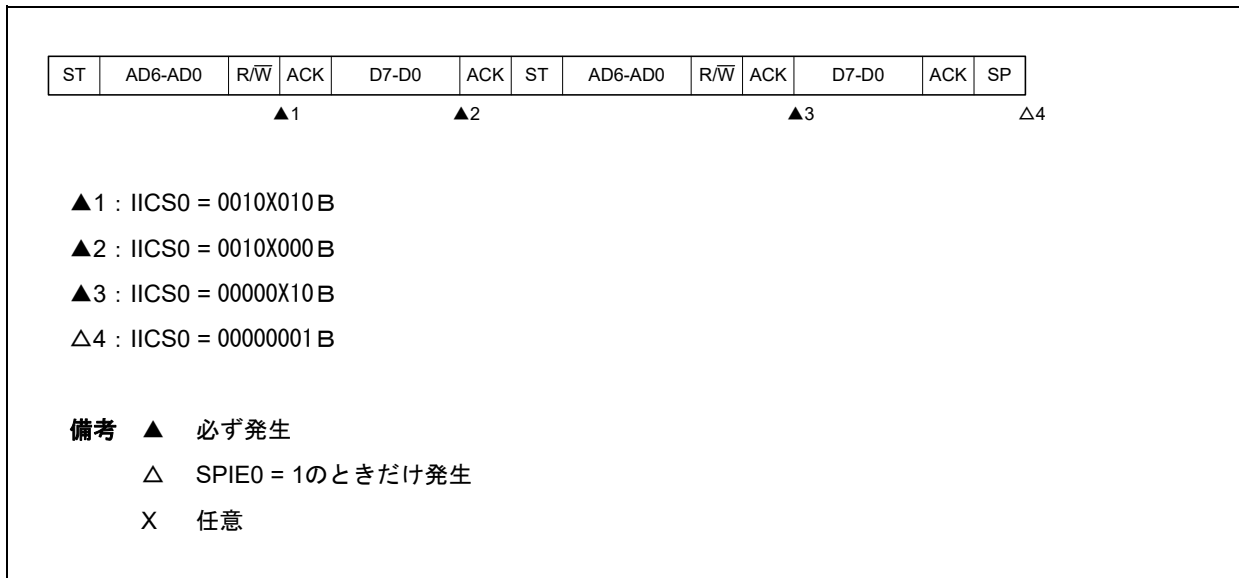 ST AD6-AD0 R/W̅ ACK D7-D0 ACK ST AD6-AD0 R/W̅ ACK D7-D0 ACK SP
▲1 ▲2 ▲3 △4
▲1：IICS0 = 0010X010B
▲2：IICS0 = 0010X000B
▲3：IICS0 = 00000X10B
△4：IICS0 = 00000001B
備考 ▲ 必ず発生
△ SPIE0 = 1のときだけ発生
X 任意